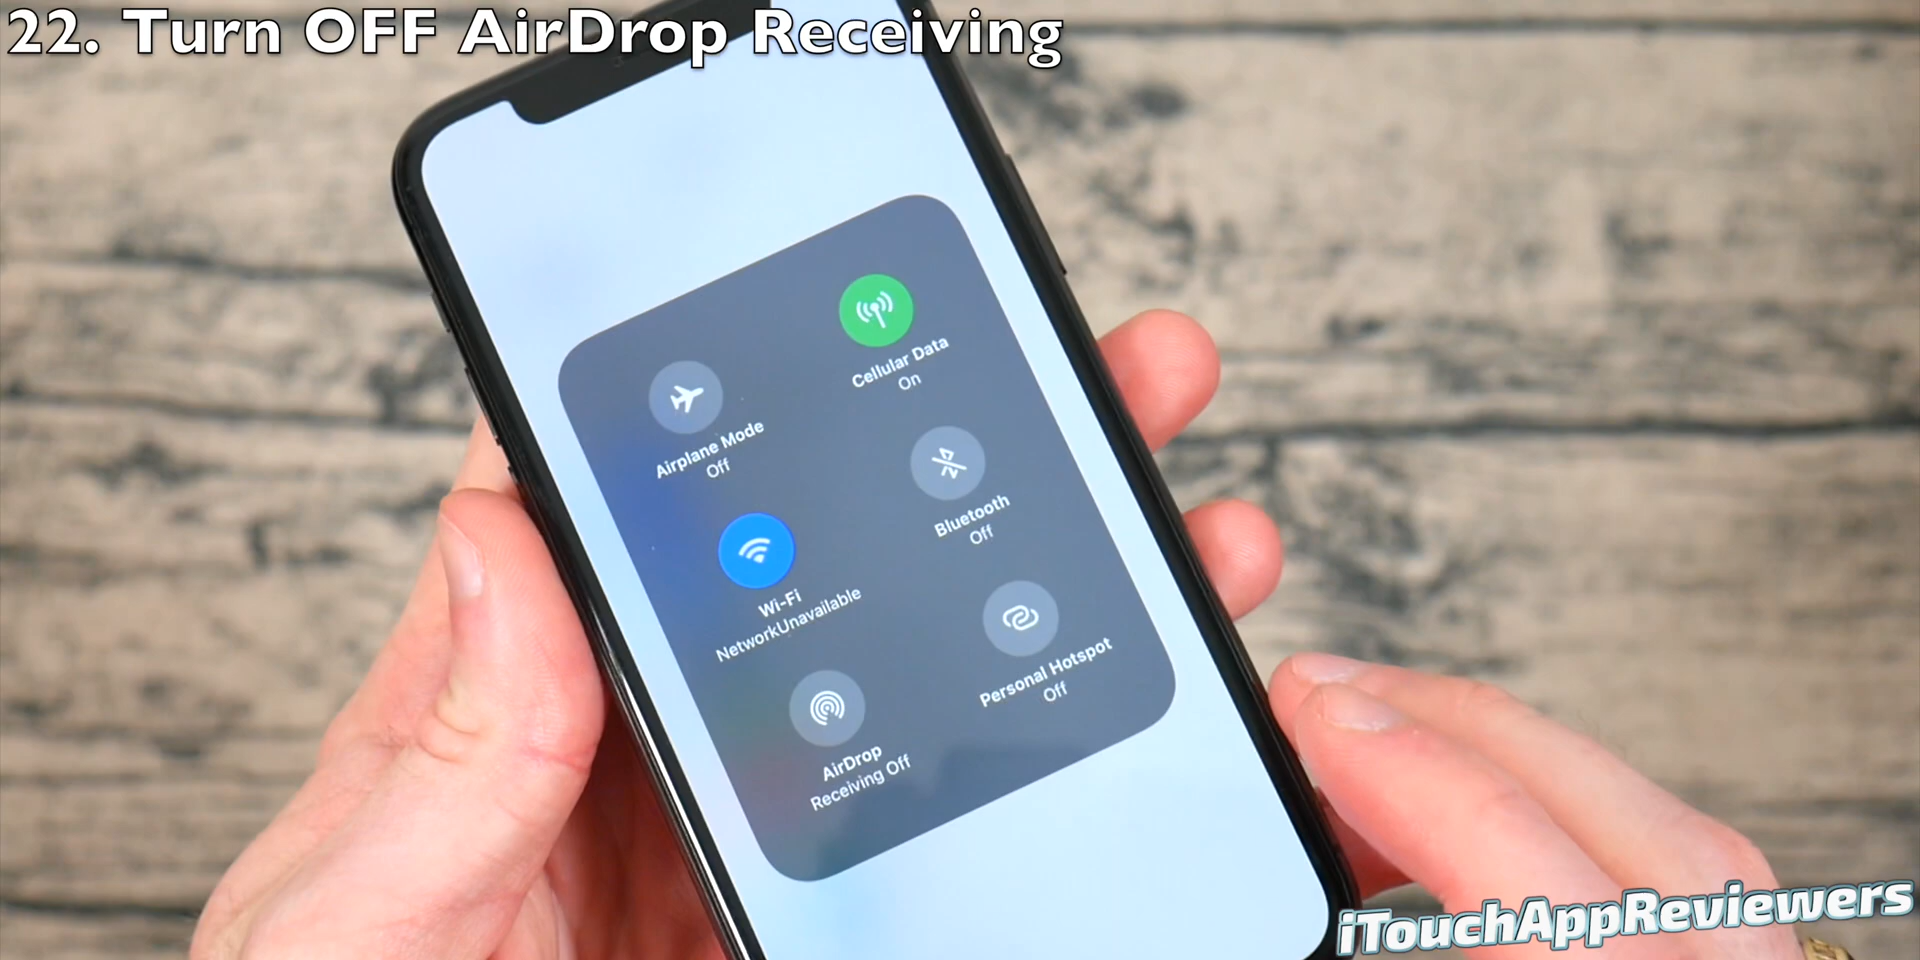 22. Turn OFF AirDrop Receiving
Airplane Mode
Off
Cellular Data
On
Wi-Fi
NetworkUnavailable
Bluetooth
Off
AirDrop
Receiving Off
Personal Hotspot
Off
iTouchAppReviewers